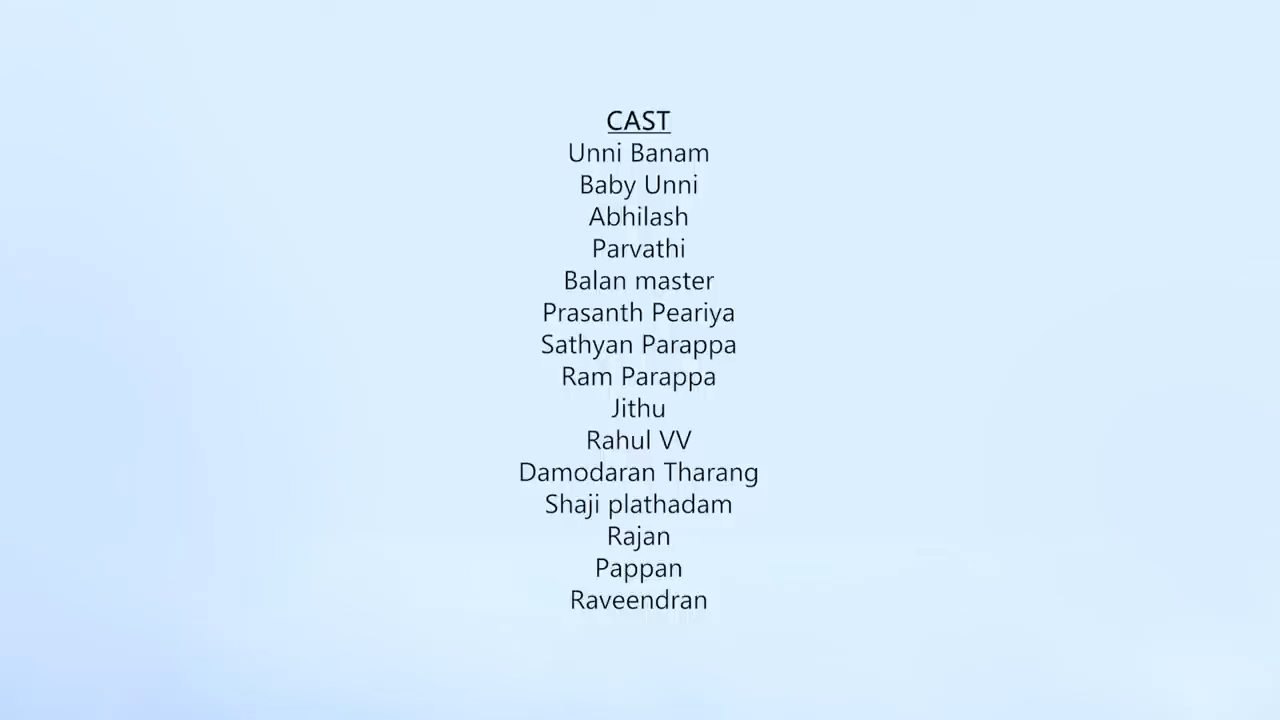 CAST
Unni Banam
Baby Unni
Abhilash
Parvathi
Balan master
Prasanth Peariya
Sathyan Parappa
Ram Parappa
Jithu
Rahul VV
Damodaran Tharang
Shaji plathadam
Rajan
Pappan
Raveendran